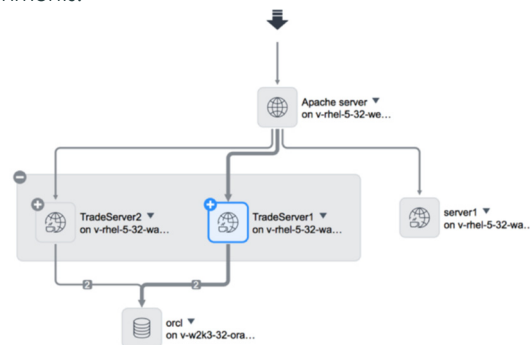 Apache server
on v-rhel-5-32-we...
TradeServer2
on v-rhel-5-32-wa...
TradeServer1
on v-rhel-5-32-wa...
server1
on v-rhel-5-32-wa...
2
2
orcl
on v-w2k3-32-ora...